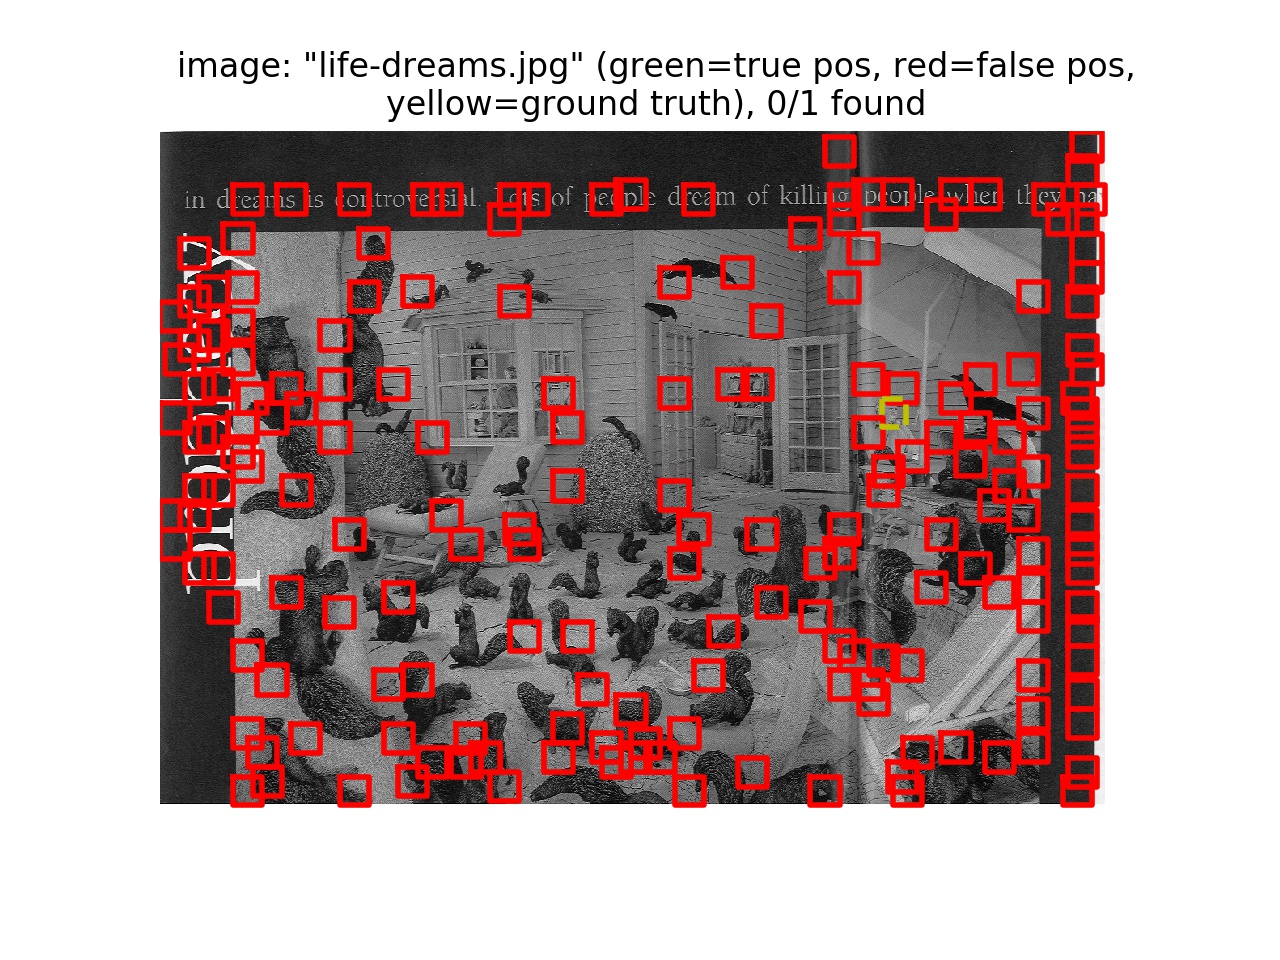 image: "life-dreams.jpg" (green=true pos, red=false pos,
yellow=ground truth), 0/1 found
in dreams is controversial. Lots of people dream of killing people when they